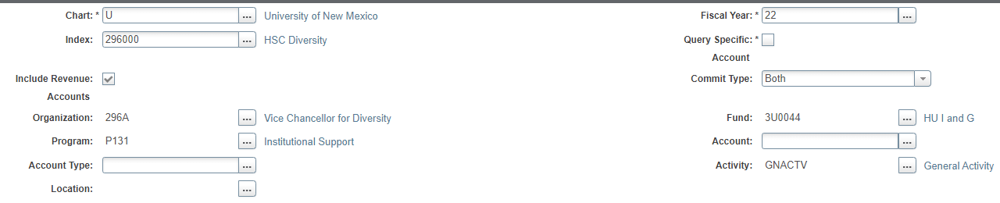 Chart: * U ... University of New Mexico Fiscal Year: * 22 ...
Index: 296000 ... HSC Diversity Query Specific: *
Account
Include Revenue: Commit Type: Both
Accounts
Organization: 296A ... Vice Chancellor for Diversity Fund: 3U0044 ... HU I and G
Program: P131 ... Institutional Support Account: ...
Account Type: ... Activity: GNACTV ... General Activity
Location: ...